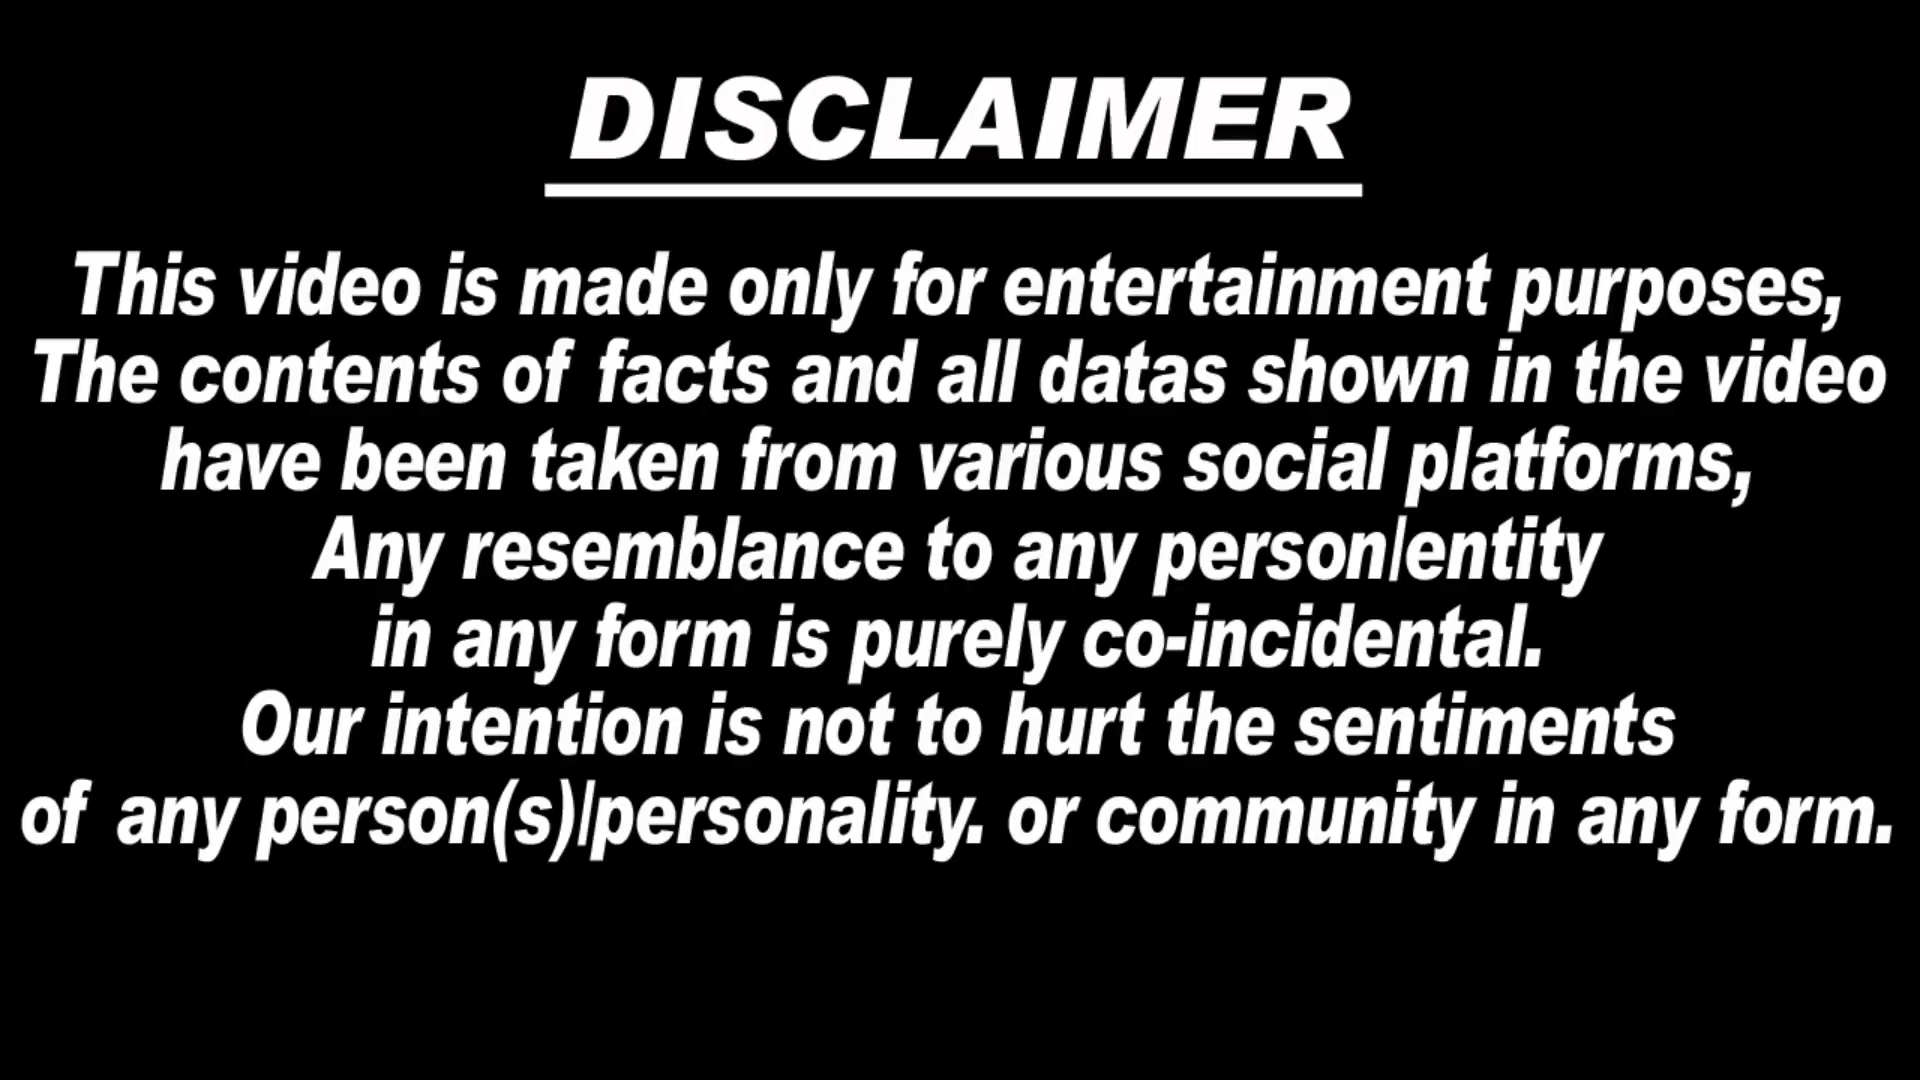 DISCLAIMER
This video is made only for entertainment purposes,
The contents of facts and all datas shown in the video
have been taken from various social platforms,
Any resemblance to any person|entity
in any form is purely co-incidental.
Our intention is not to hurt the sentiments
of any person(s)|personality. or community in any form.